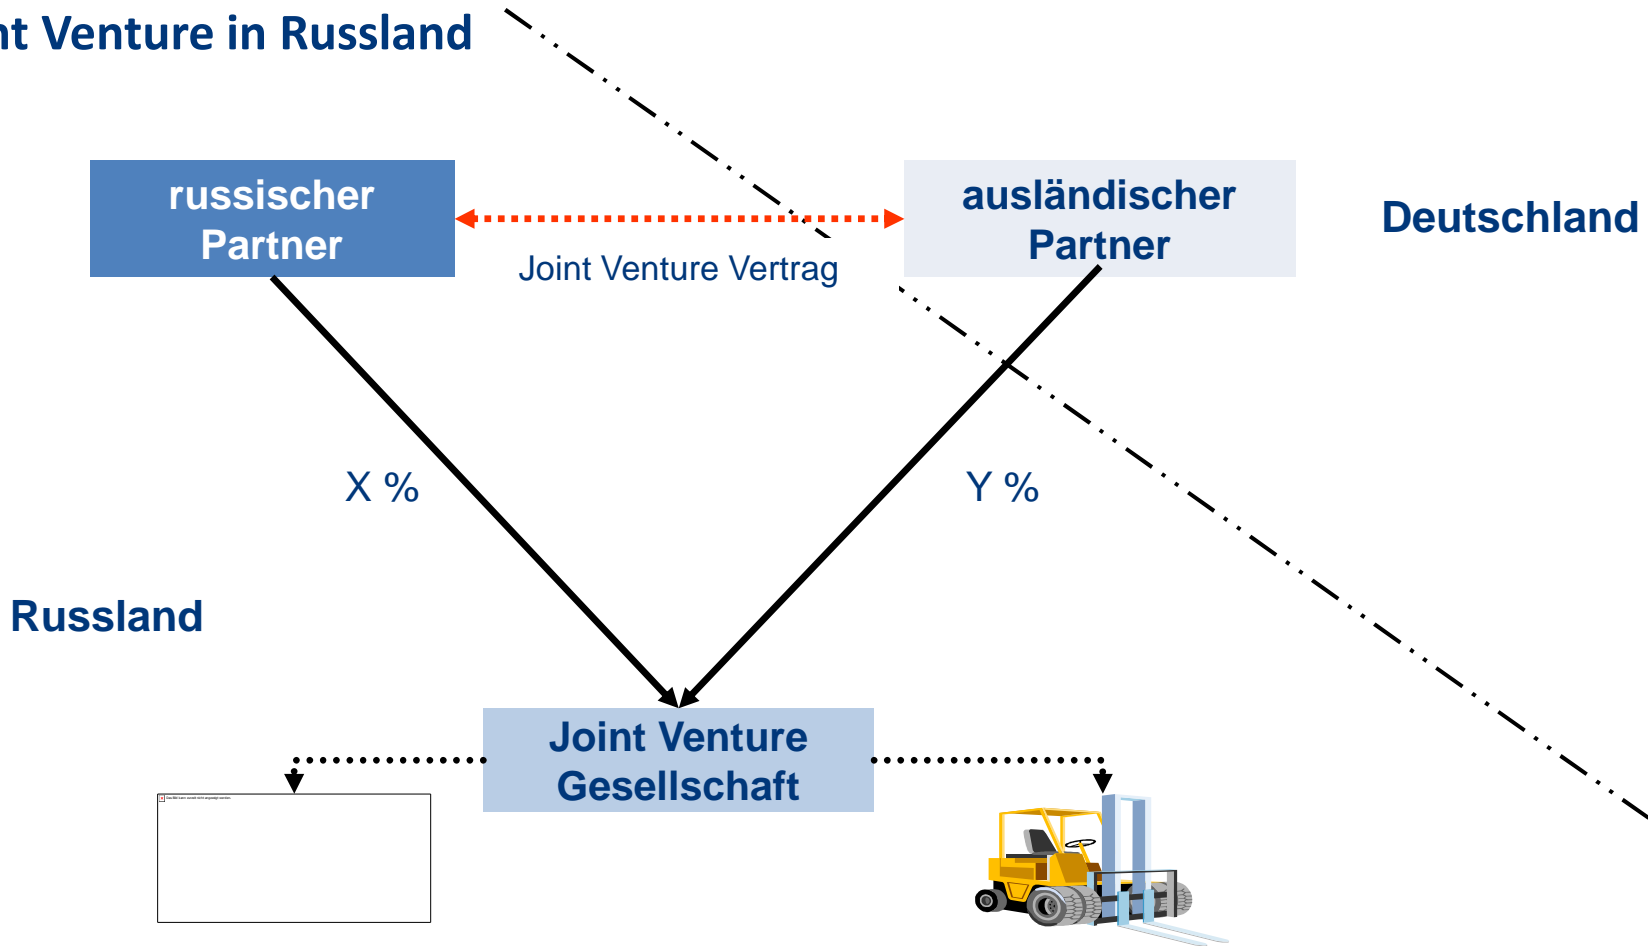 nt Venture in Russland
russischer
Partner
ausländischer
Partner
Deutschland
Joint Venture Vertrag
X %
Y %
Russland
Joint Venture
Gesellschaft